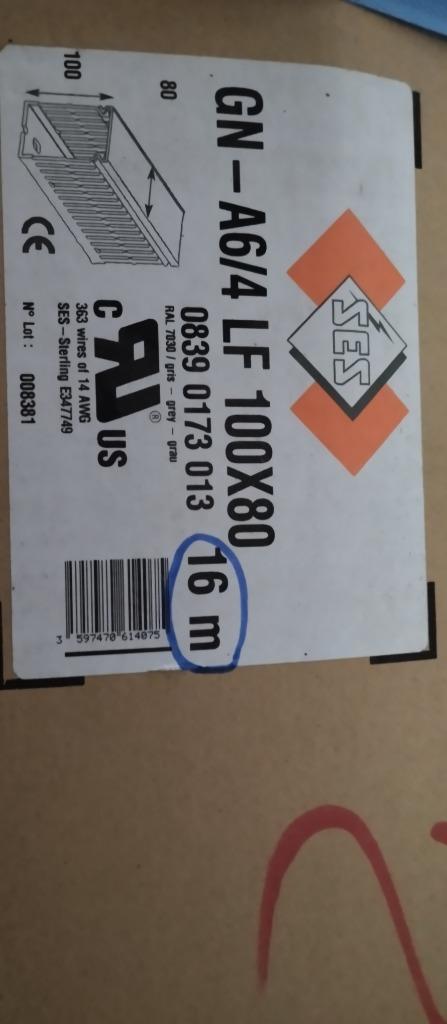 SES
GN-A6/4 LF 100X80
0839 0173 013 16 m
RAL 7030 / gris - grey - grau
80
100
C RU ® US
363 wires of 14 AWG
SES-Sterling E347749
CE
N° Lot : 008381
3 597470 614075